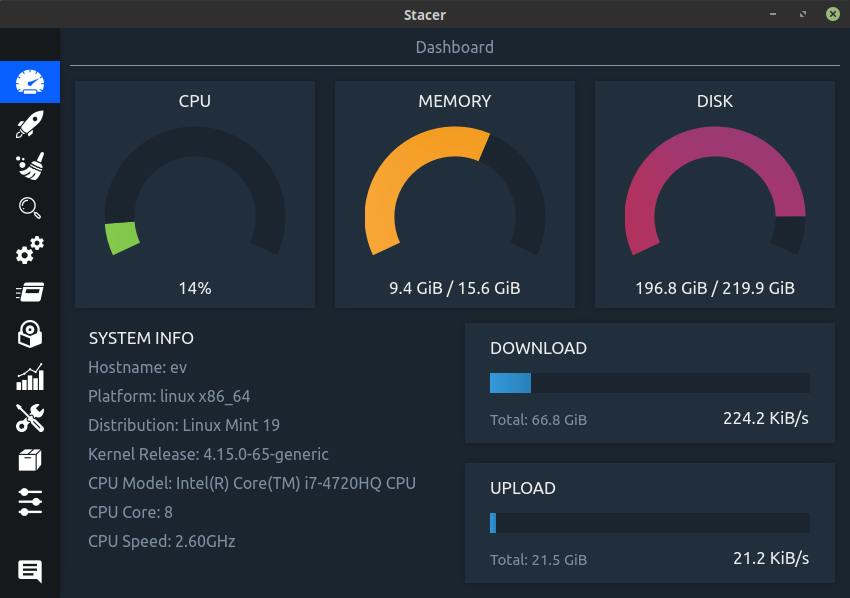 Stacer
Dashboard
CPU
14%
MEMORY
9.4 GiB / 15.6 GiB
DISK
196.8 GiB / 219.9 GiB
SYSTEM INFO
Hostname: ev
Platform: linux x86_64
Distribution: Linux Mint 19
Kernel Release: 4.15.0-65-generic
CPU Model: Intel(R) Core(TM) i7-4720HQ CPU
CPU Core: 8
CPU Speed: 2.60GHz
DOWNLOAD
Total: 66.8 GiB
224.2 KiB/s
UPLOAD
Total: 21.5 GiB
21.2 KiB/s